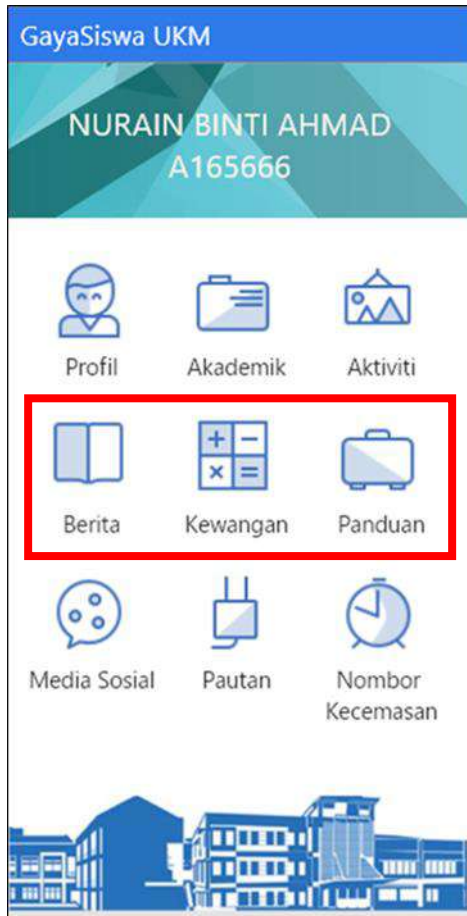 GayaSiswa UKM
NURAIN BINTI AHMAD
A165666
Profil
Akademik
Aktiviti
Berita
Kewangan
Panduan
Media Sosial
Pautan
Nombor
Kecemasan